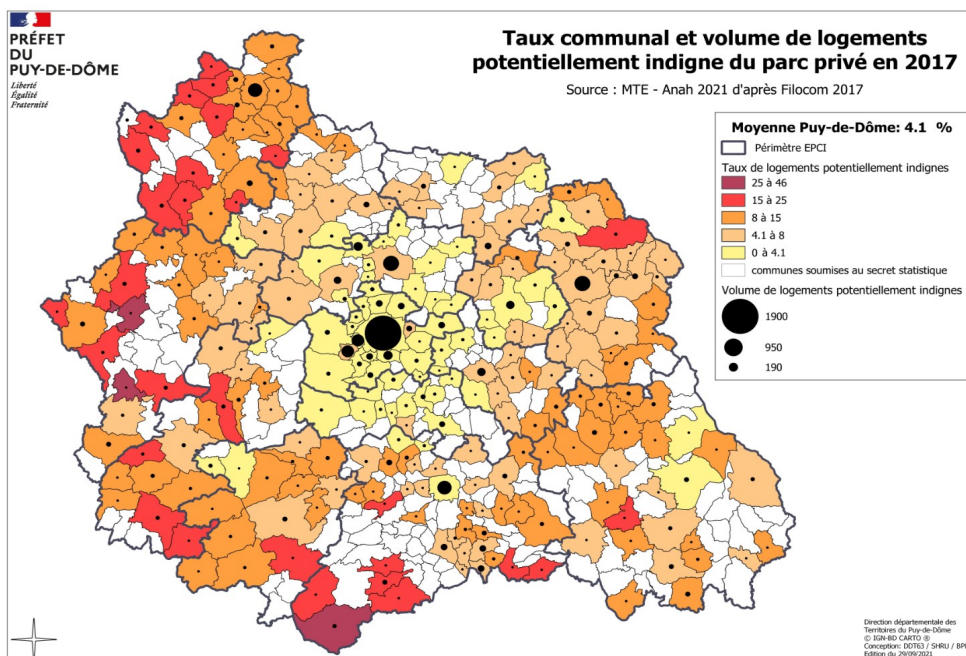 PRÉFET
DU
PUY-DE-DÔME
Liberté
Égalité
Fraternité
Taux communal et volume de logements
potentiellement indigne du parc privé en 2017
Source : MTE - Anah 2021 d'après Filocom 2017
Moyenne Puy-de-Dôme: 4.1 %
Périmètre EPCI
Taux de logements potentiellement indignes
25 à 46
15 à 25
8 à 15
4.1 à 8
0 à 4.1
communes soumises au secret statistique
Volume de logements potentiellement indignes
1900
950
190
Direction départementale des
Territoires du Puy-de-Dôme
© IGN-BD CARTO ®
Conception: DDT63 / SHRU / BPL
Edition du 29/09/2021